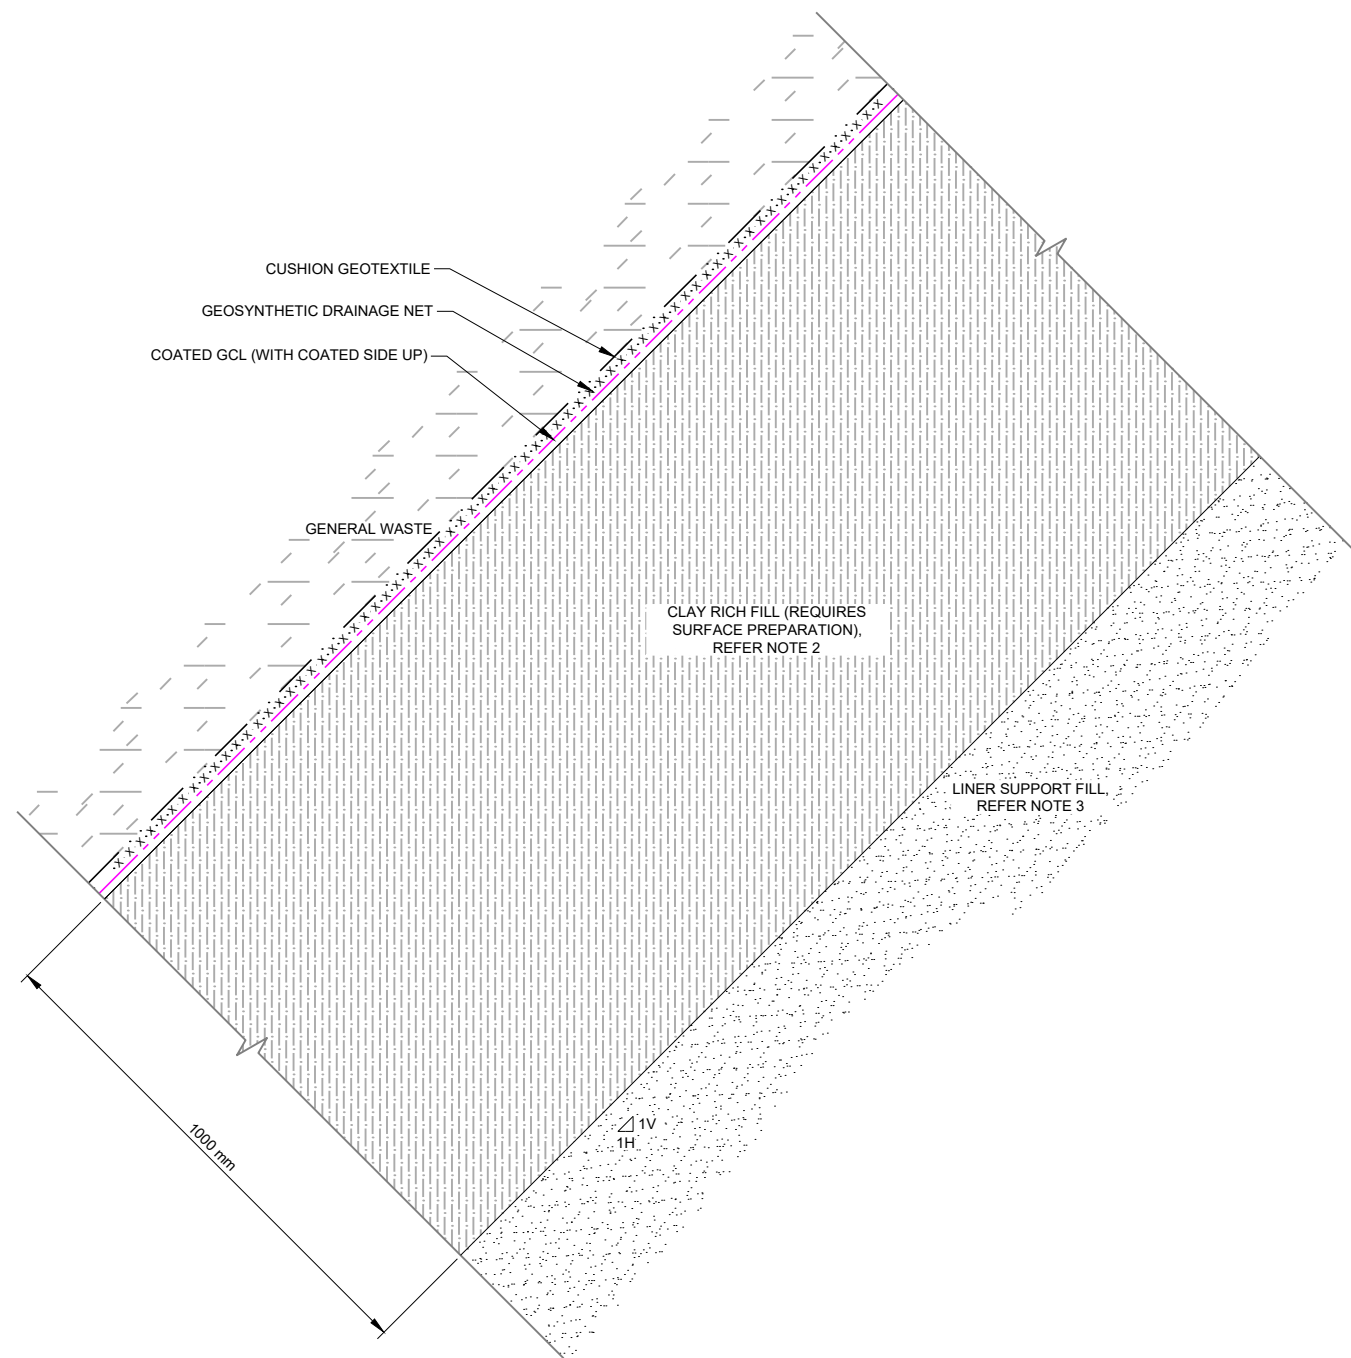 CUSHION GEOTEXTILE
GEOSYNTHETIC DRAINAGE NET
COATED GCL (WITH COATED SIDE UP)
GENERAL WASTE
CLAY RICH FILL (REQUIRES
SURFACE PREPARATION),
REFER NOTE 2
LINER SUPPORT FILL,
REFER NOTE 3
1V
1H
1000 mm